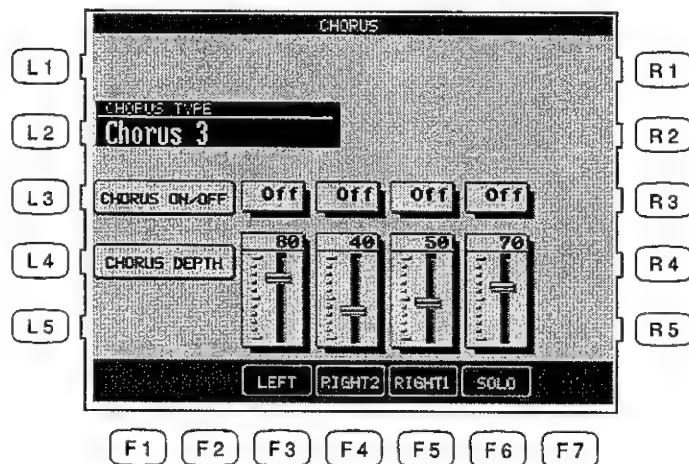 CHORUS
L1
R1
CHORUS TYPE
L2
Chorus 3
R2
L3
CHORUS ON/OFF
Off
Off
Off
Off
R3
80
40
50
70
L4
CHORUS DEPTH
R4
L5
R5
LEFT
RIGHT2
RIGHT1
SOLO
F1
F2
F3
F4
F5
F6
F7